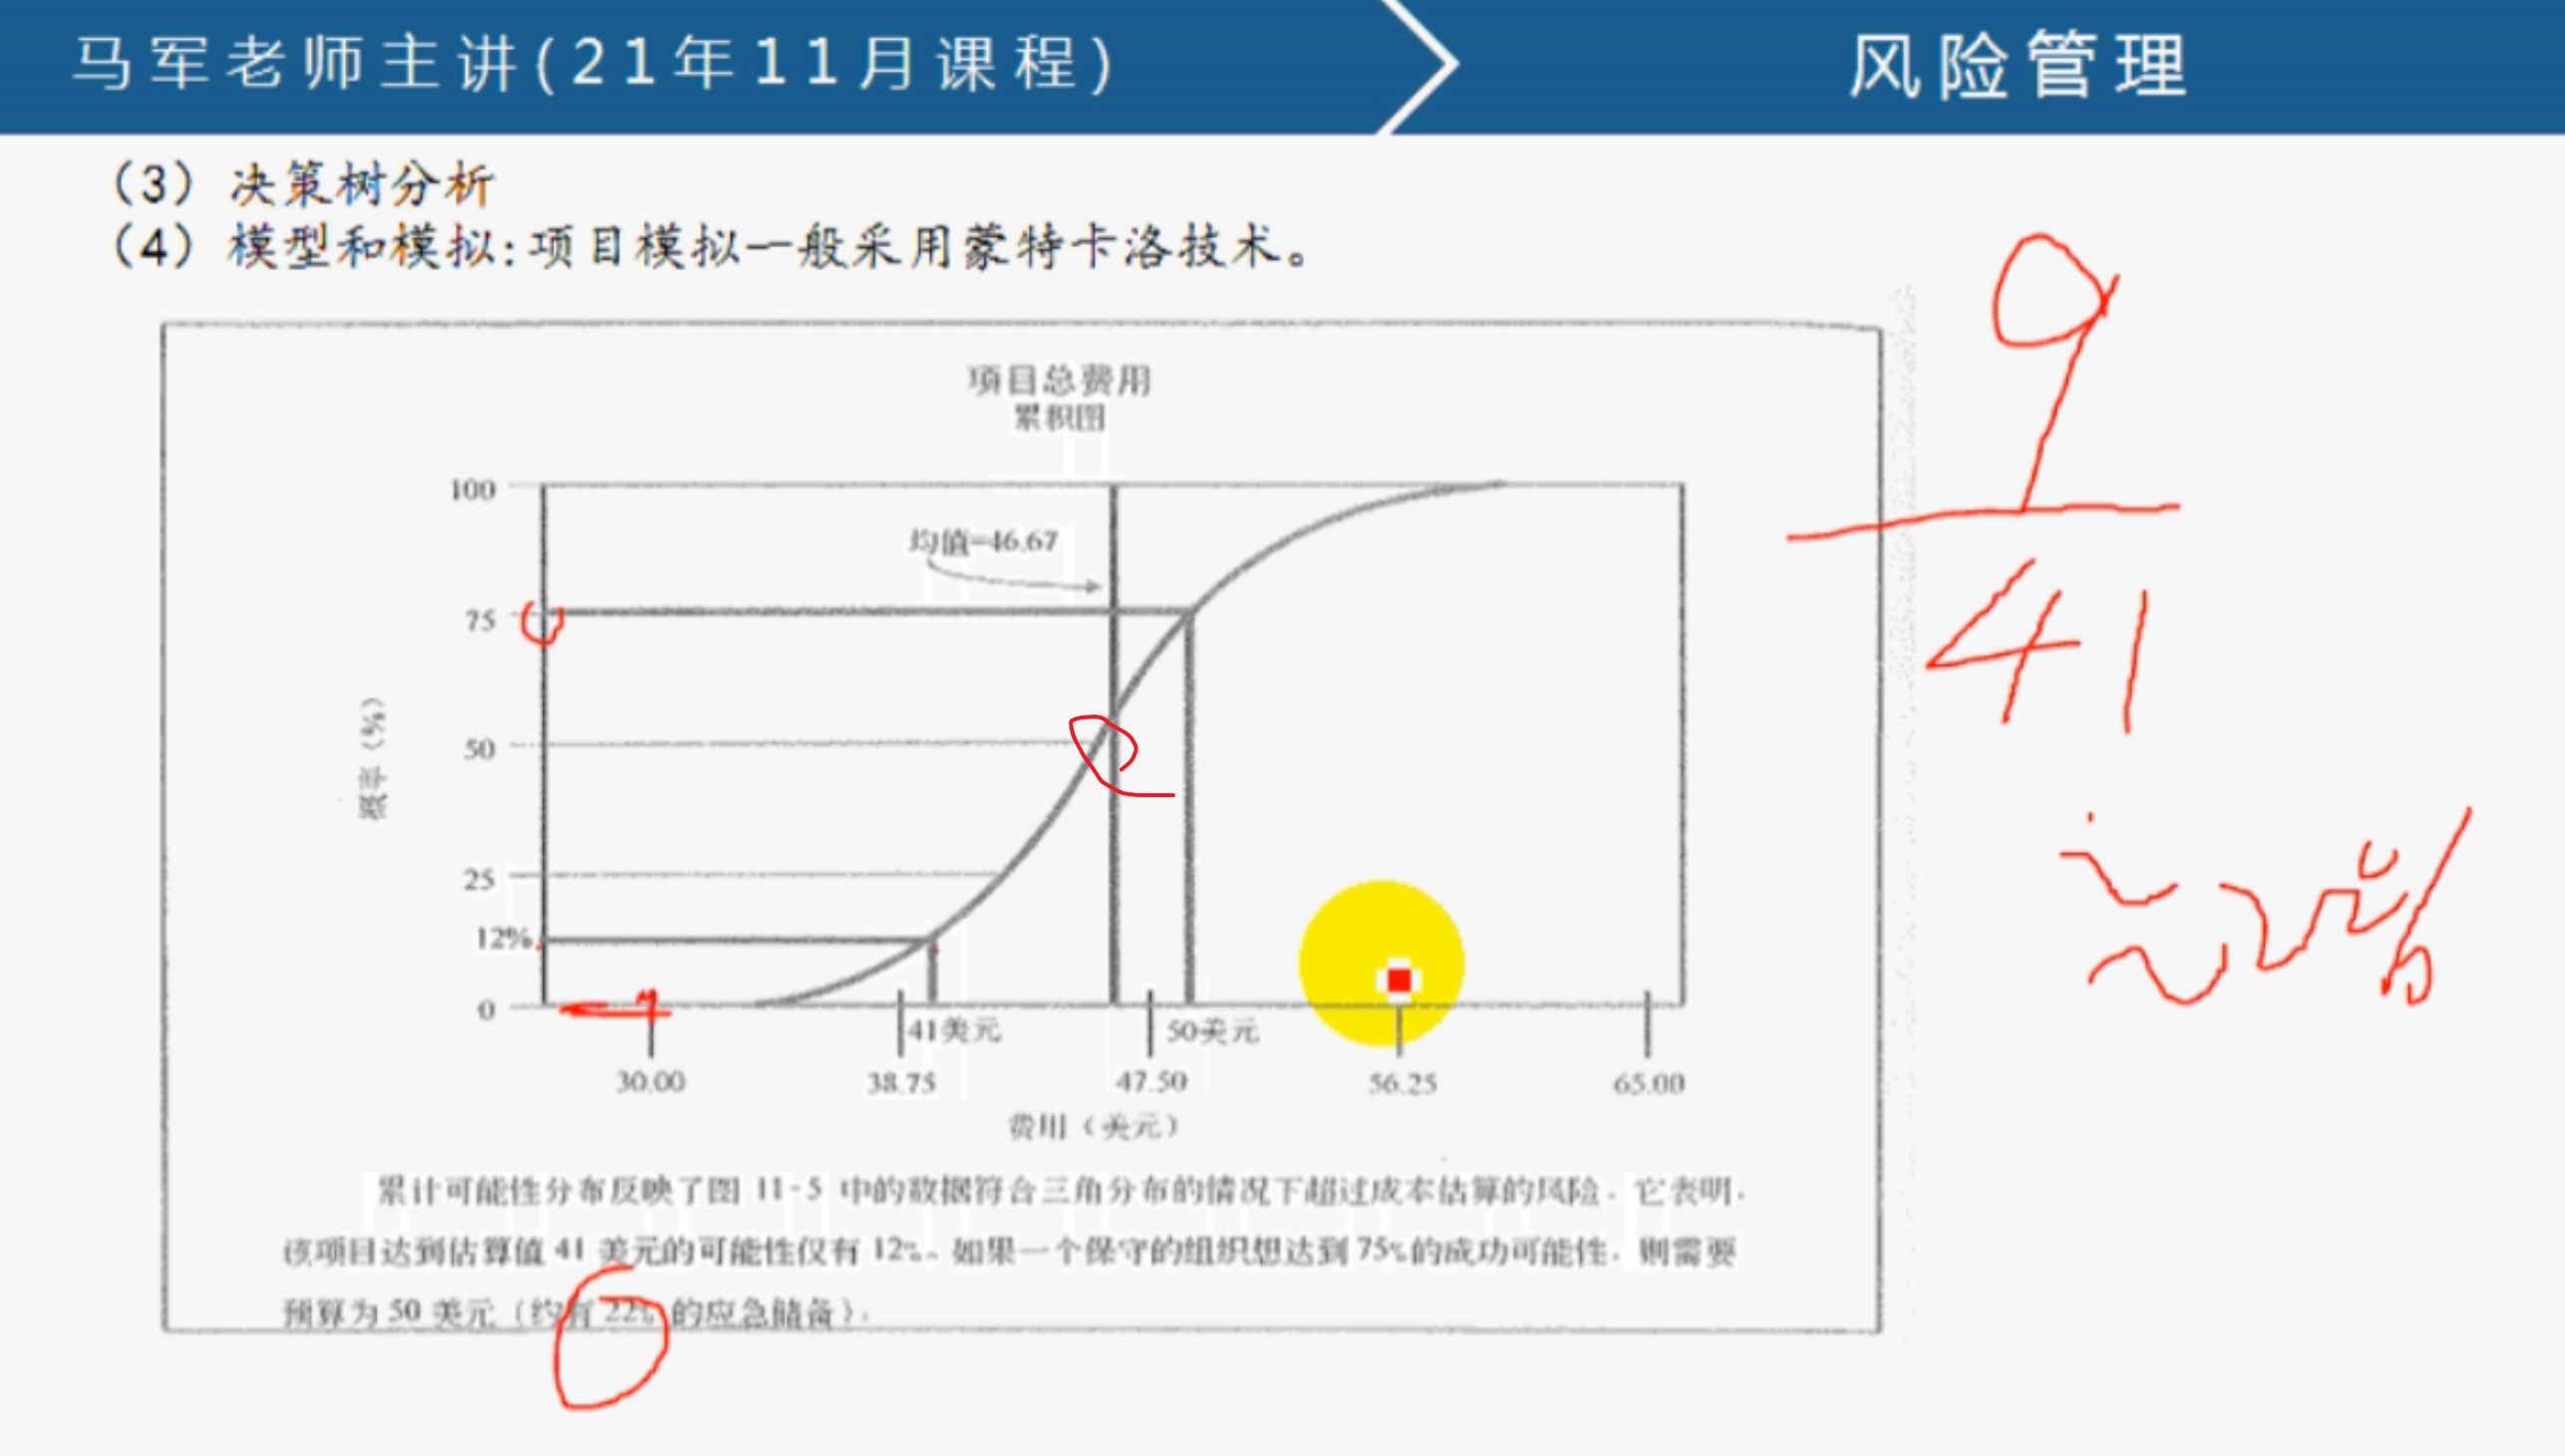 马军老师主讲(21年11月课程)
风险管理
（3）决策树分析
（4）模型和模拟:项目模拟一般采用蒙特卡洛技术。
项目总费用
累积图
100
均值=46.67
75
50
25
12%
0
概率（%）
41美元
50美元
30.00
38.75
47.50
56.25
65.00
费用（美元）
累计可能性分布反映了图 11-5 中的数据符合三角分布的情况下超过成本估算的风险。它表明，
该项目达到估算值 41 美元的可能性仅有 12%。如果一个保守的组织想达到 75%的成功可能性，则需要
预算为 50 美元（约有 22% 的应急储备）。
9
41
≈22%